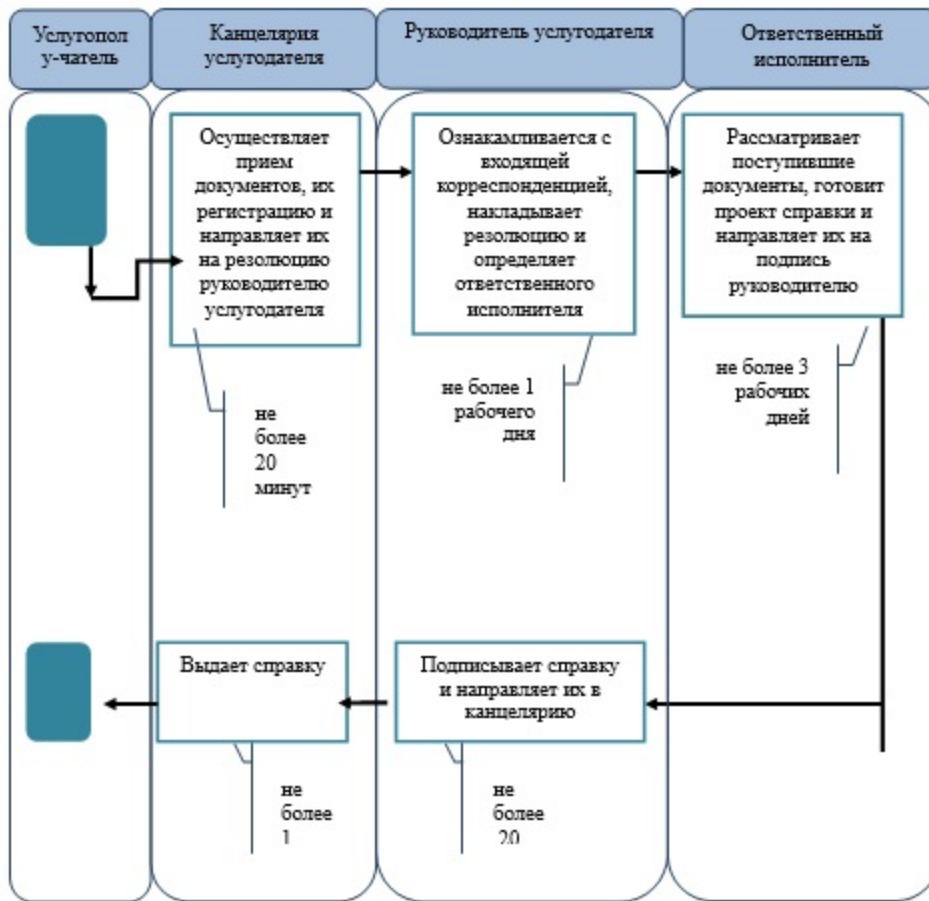 Услугопол
у-чатель
Канцелярия
услугодателя
Руководитель услугодателя
Ответственный
исполнитель
Осуществляет
прием
документов, их
регистрацию и
направляет их
на резолюцию
руководителю
услугодателя
Ознакамливается с
входящей
корреспонденцией,
накладывает
резолюцию и
определяет
ответственного
исполнителя
Рассматривает
поступившие
документы, готовит
проект справки и
направляет их на
подпись
руководителю
не
более
20
минут
не более 1
рабочего
дня
не более 3
рабочих
дней
Выдает справку
Подписывает справку
и направляет их в
канцелярию
не
более
1
не
более
20